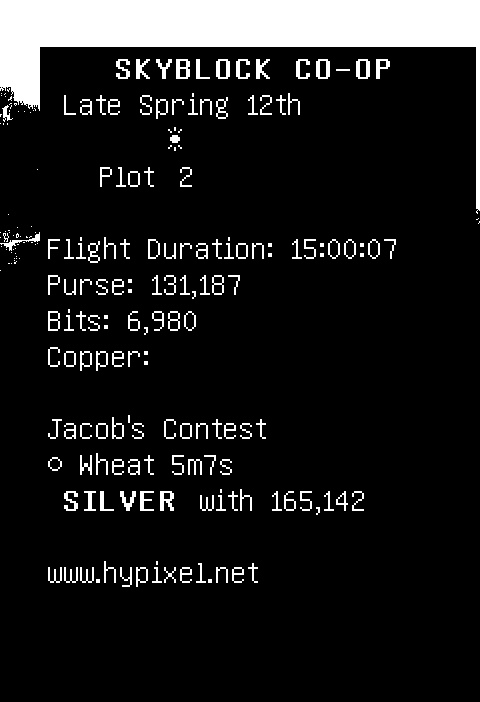 SKYBLOCK CO-OP
Late Spring 12th
Plot 2
Flight Duration: 15:00:07
Purse: 131,187
Bits: 6,980
Copper:
Jacob's Contest
○ Wheat 5m7s
SILVER with 165,142
www.hypixel.net